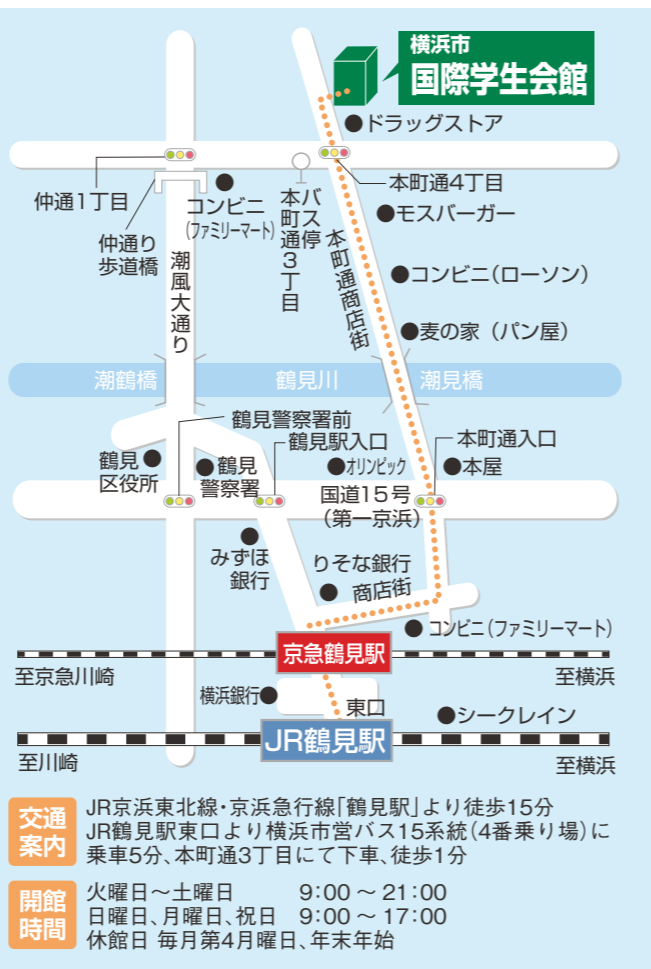 横浜市
国際学生会館
ドラッグストア
仲通1丁目
仲通り
歩道橋
コンビニ
(ファミリーマート)
バス停
本町通3丁目
本町通4丁目
モスバーガー
本町通商店街
コンビニ(ローソン)
潮風大通り
麦の家 (パン屋)
潮鶴橋
鶴見川
潮見橋
鶴見警察署前
鶴見駅入口
本町通入口
鶴見
区役所
鶴見
警察署
オリンピック
本屋
国道15号
(第一京浜)
みずほ
銀行
りそな銀行
商店街
コンビニ(ファミリーマート)
京急鶴見駅
至京急川崎
至横浜
横浜銀行
東口
シークレイン
JR鶴見駅
至川崎
至横浜
交通
案内
JR京浜東北線・京浜急行線「鶴見駅」より徒歩15分
JR鶴見駅東口より横浜市営バス15系統(4番乗り場)に
乗車5分、本町通3丁目にて下車、徒歩1分
開館
時間
火曜日～土曜日 9:00 ～ 21:00
日曜日、月曜日、祝日 9:00 ～ 17:00
休館日 毎月第4月曜日、年末年始